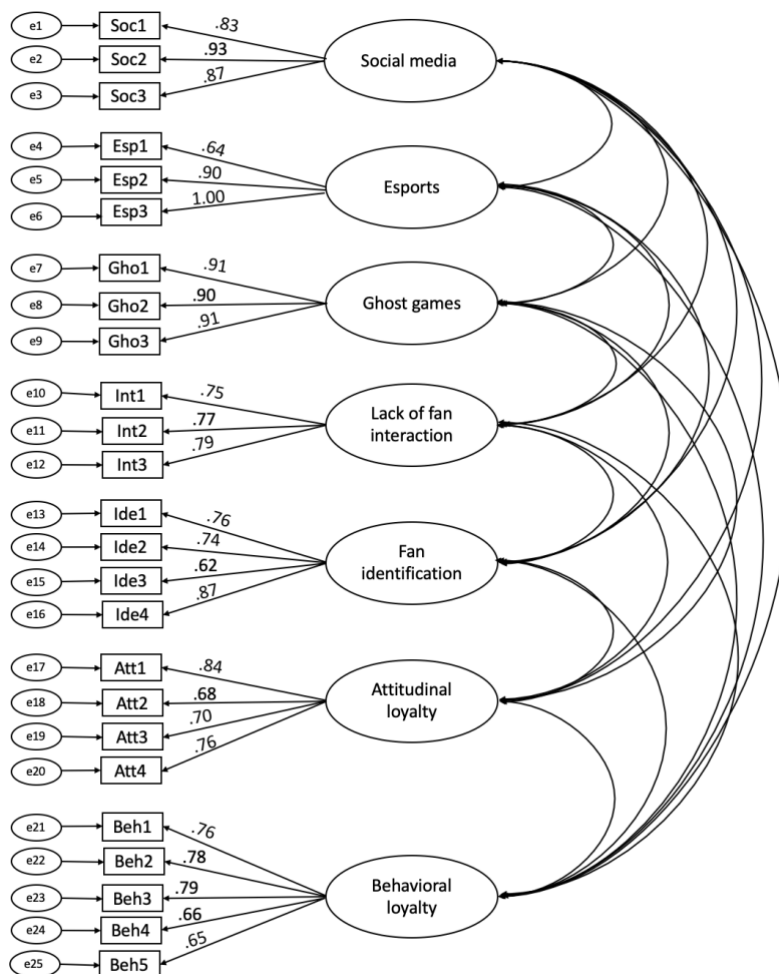 e1 Soc1 .83
e2 Soc2 .93
e3 Soc3 .87
Social media
e4 Esp1 .64
e5 Esp2 .90
e6 Esp3 1.00
Esports
e7 Gho1 .91
e8 Gho2 .90
e9 Gho3 .91
Ghost games
e10 Int1 .75
e11 Int2 .77
e12 Int3 .79
Lack of fan
interaction
e13 Ide1 .76
e14 Ide2 .74
e15 Ide3 .62
e16 Ide4 .87
Fan
identification
e17 Att1 .84
e18 Att2 .68
e19 Att3 .70
e20 Att4 .76
Attitudinal
loyalty
e21 Beh1 .76
e22 Beh2 .78
e23 Beh3 .79
e24 Beh4 .66
e25 Beh5 .65
Behavioral
loyalty